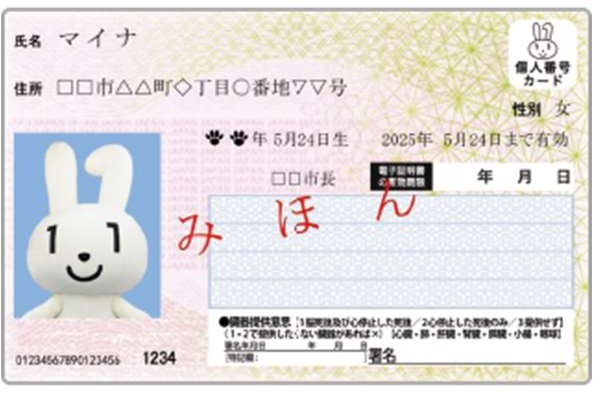 氏名 マイナ
個人番号
カード
住所 □□市△△町◇丁目○番地▽▽号
性別 女
年 5月24日生 2025年 5月24日まで有効
□□市長 電子証明書の有効期限 年 月 日
みほん
●臓器提供意思【1脳死後及び心停止した死後／2心停止した死後のみ／3提供せず】
《1・2で提供したくない臓器があれば×》【心臓・肺・肝臓・腎臓・膵臓・小腸・眼球】
署名年月日 年 月 日
[特記欄: 署名
01234567890123456 1234